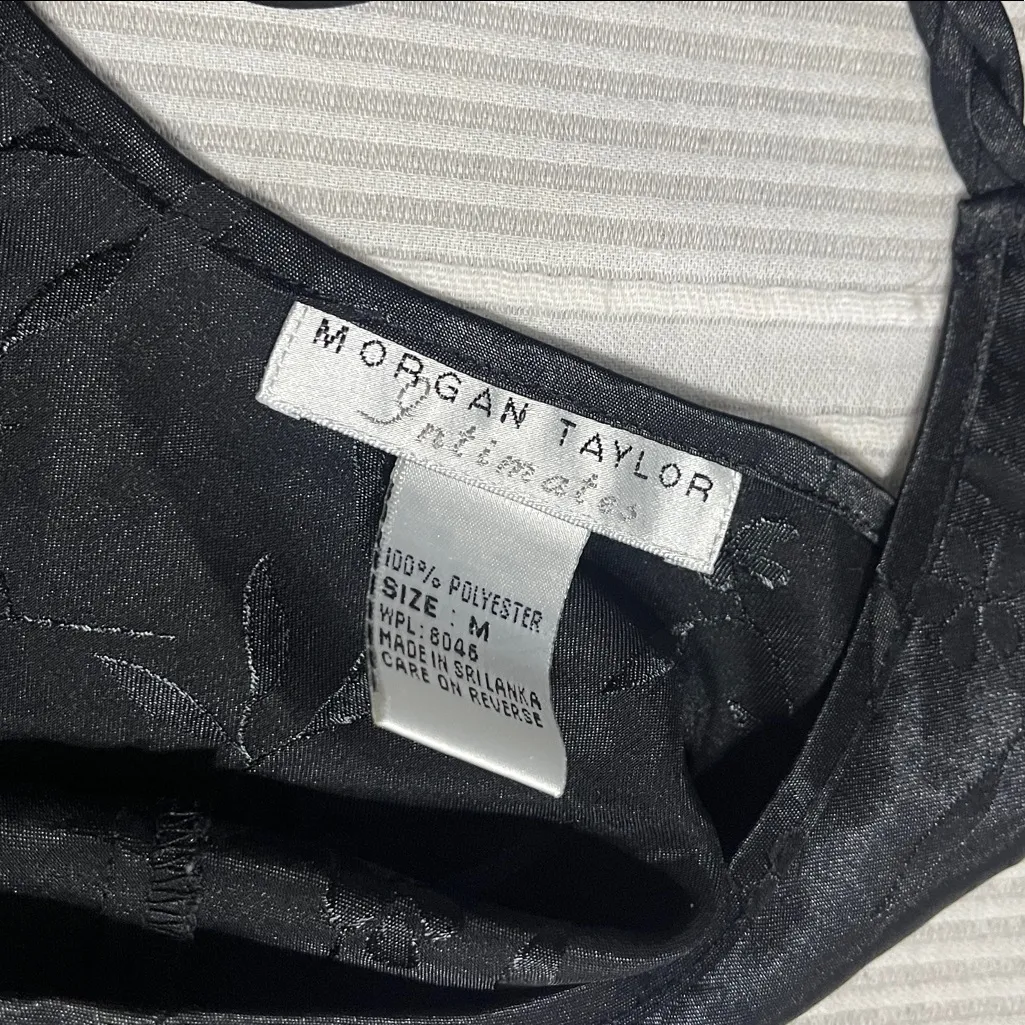 MORGAN TAYLOR
Intimates
100% POLYESTER
SIZE : M
WPL: 8046
MADE IN SRI LANKA
CARE ON REVERSE